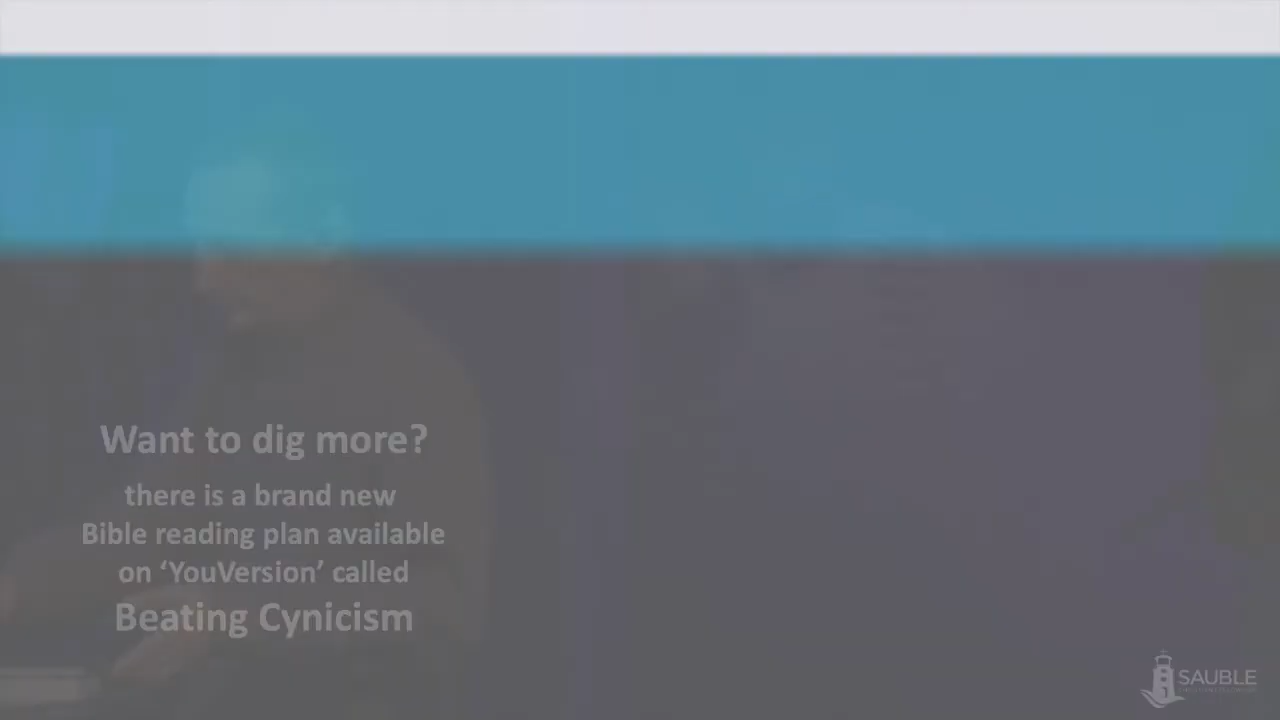 Want to dig more?
there is a brand new
Bible reading plan available
on ‘YouVersion’ called
Beating Cynicism
SAUBLE